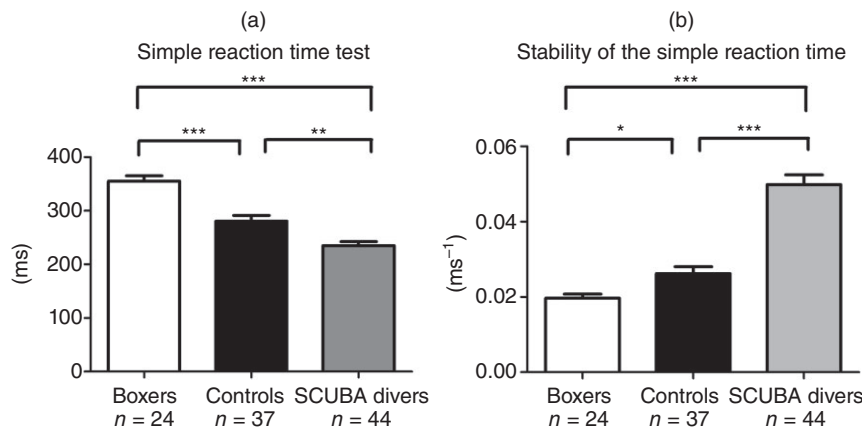 (a)
Simple reaction time test
***
***
**
400
300
200
100
0
(ms)
Boxers
n = 24
Controls
n = 37
SCUBA divers
n = 44
(b)
Stability of the simple reaction time
***
*
***
0.06
0.04
0.02
0.00
(ms⁻¹)
Boxers
n = 24
Controls
n = 37
SCUBA divers
n = 44